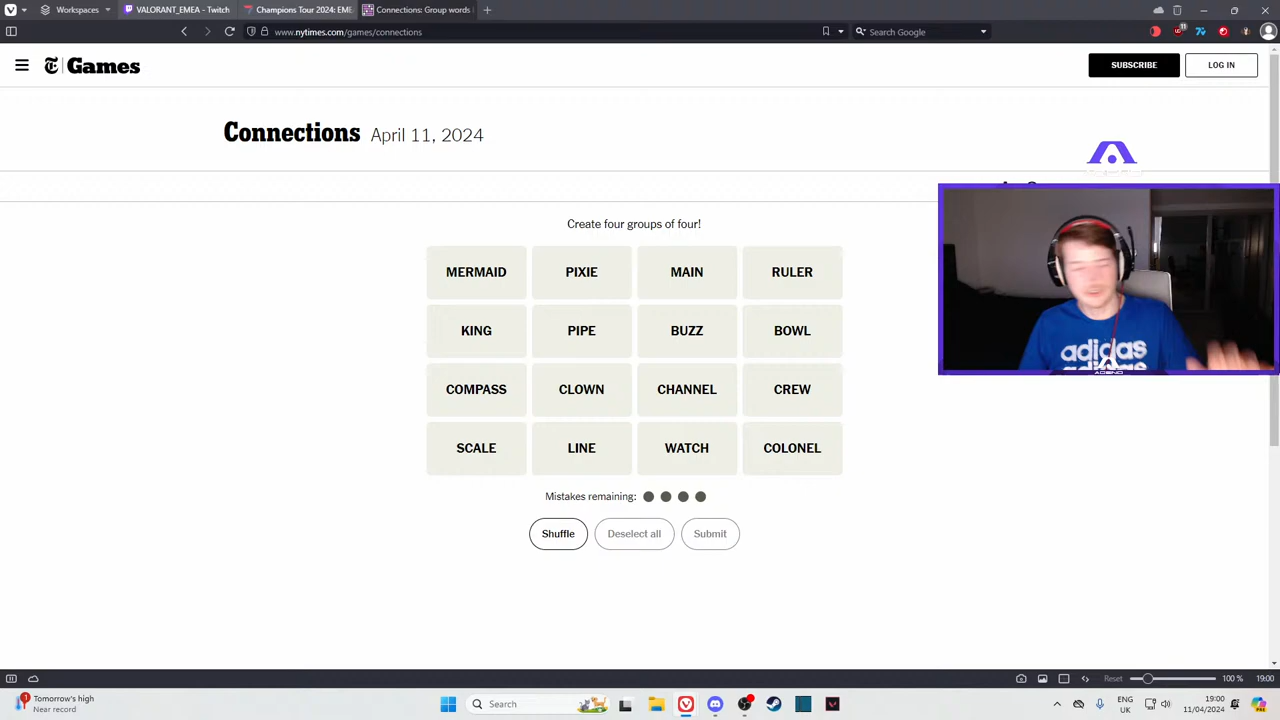 Workspaces
VALORANT_EMEA - Twitch
Champions Tour 2024: EME
Connections: Group words
www.nytimes.com/games/connections
Search Google
11
Games
SUBSCRIBE
LOG IN
Connections April 11, 2024
Create four groups of four!
MERMAID PIXIE MAIN RULER
KING PIPE BUZZ BOWL
COMPASS CLOWN CHANNEL CREW
SCALE LINE WATCH COLONEL
adidas
Mistakes remaining:
Shuffle Deselect all Submit
Reset 100 % 19:00
1
Tomorrow's high
Near record
Search
ENG
UK
19:00
11/04/2024